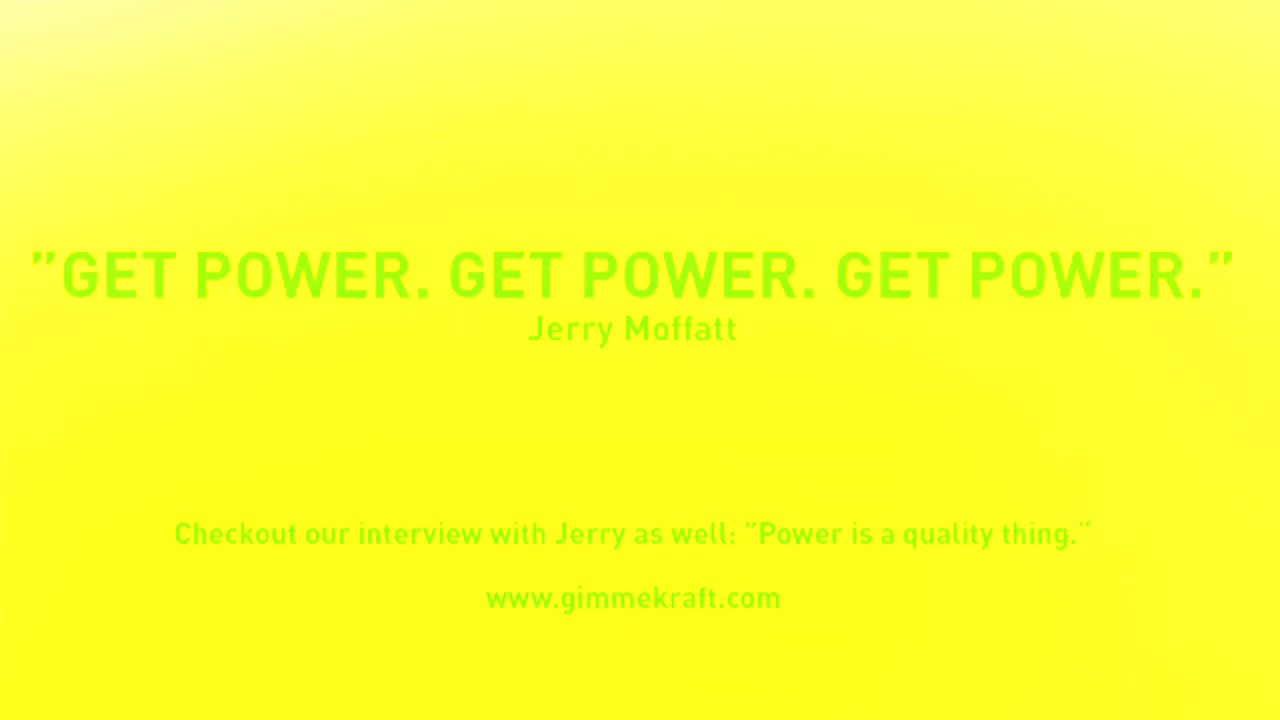 ”GET POWER. GET POWER. GET POWER.”
Jerry Moffatt
Checkout our interview with Jerry as well: ”Power is a quality thing.”
www.gimmekraft.com